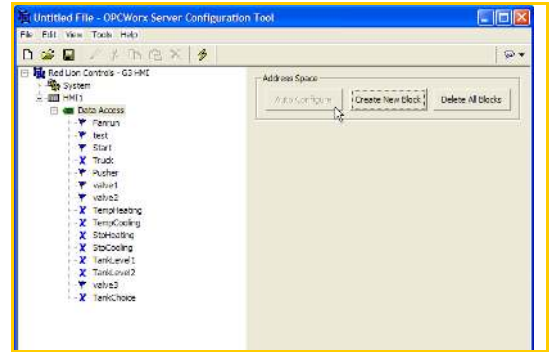 Untitled File - OPCWorx Server Configuration Tool
File Edit View Tools Help
Red Lion Controls - G3 HMI
System
HMI1
Data Access
Fanrun
test
Start
Truck
Pusher
valve1
valve2
TempHeating
TempCooling
StpHeating
StpCooling
TankLevel1
TankLevel2
valve3
TankChoice
Address Space
Auto Configure
Create New Block
Delete All Blocks